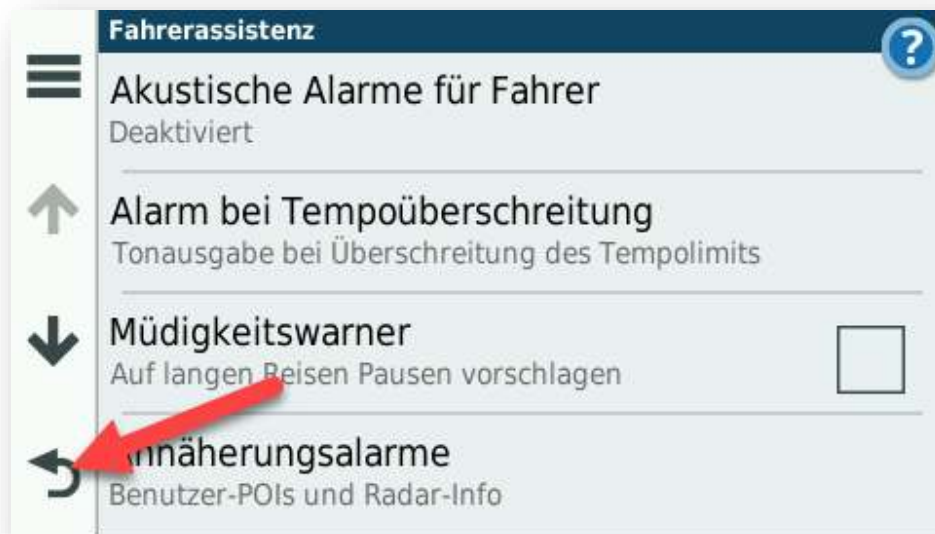 Fahrerassistenz
?
Akustische Alarme für Fahrer
Deaktiviert
Alarm bei Tempoüberschreitung
Tonausgabe bei Überschreitung des Tempolimits
Müdigkeitswarner
Auf langen Reisen Pausen vorschlagen
Annäherungsalarme
Benutzer-POIs und Radar-Info